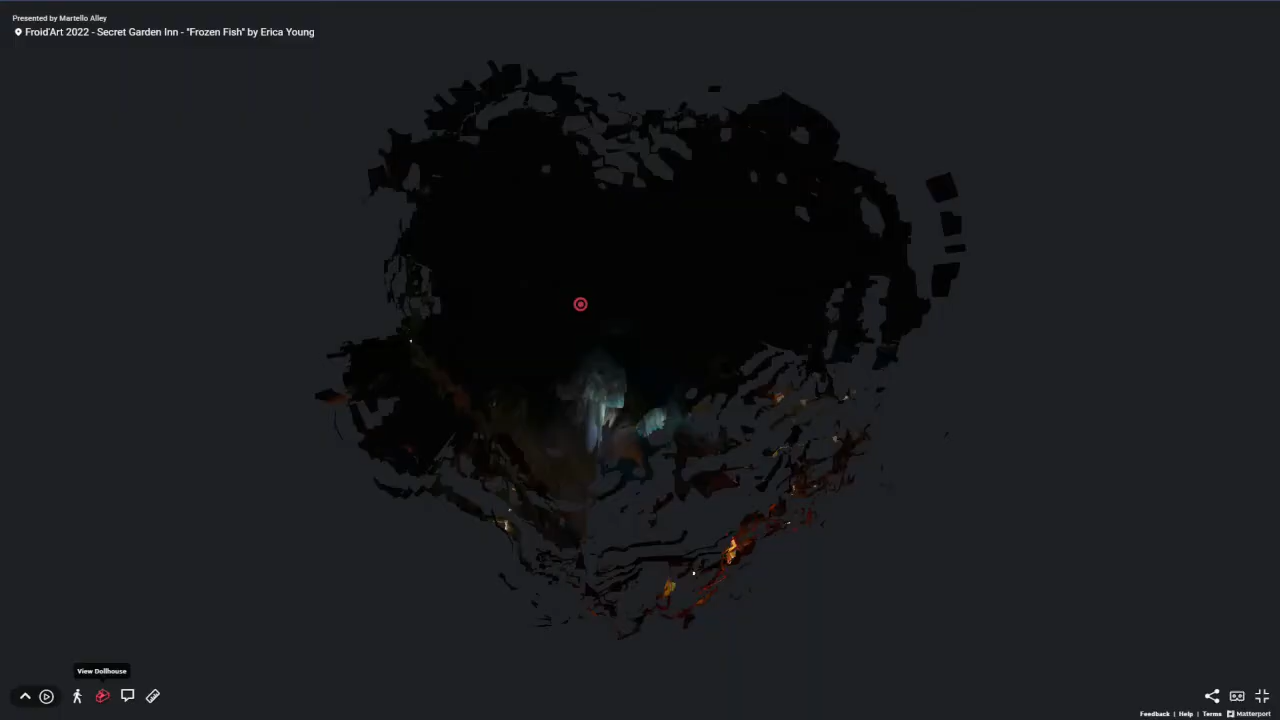 Presented by Martello Alley
Froid'Art 2022 - Secret Garden Inn - "Frozen Fish" by Erica Young
View Dollhouse
Feedback | Help | Terms Matterport